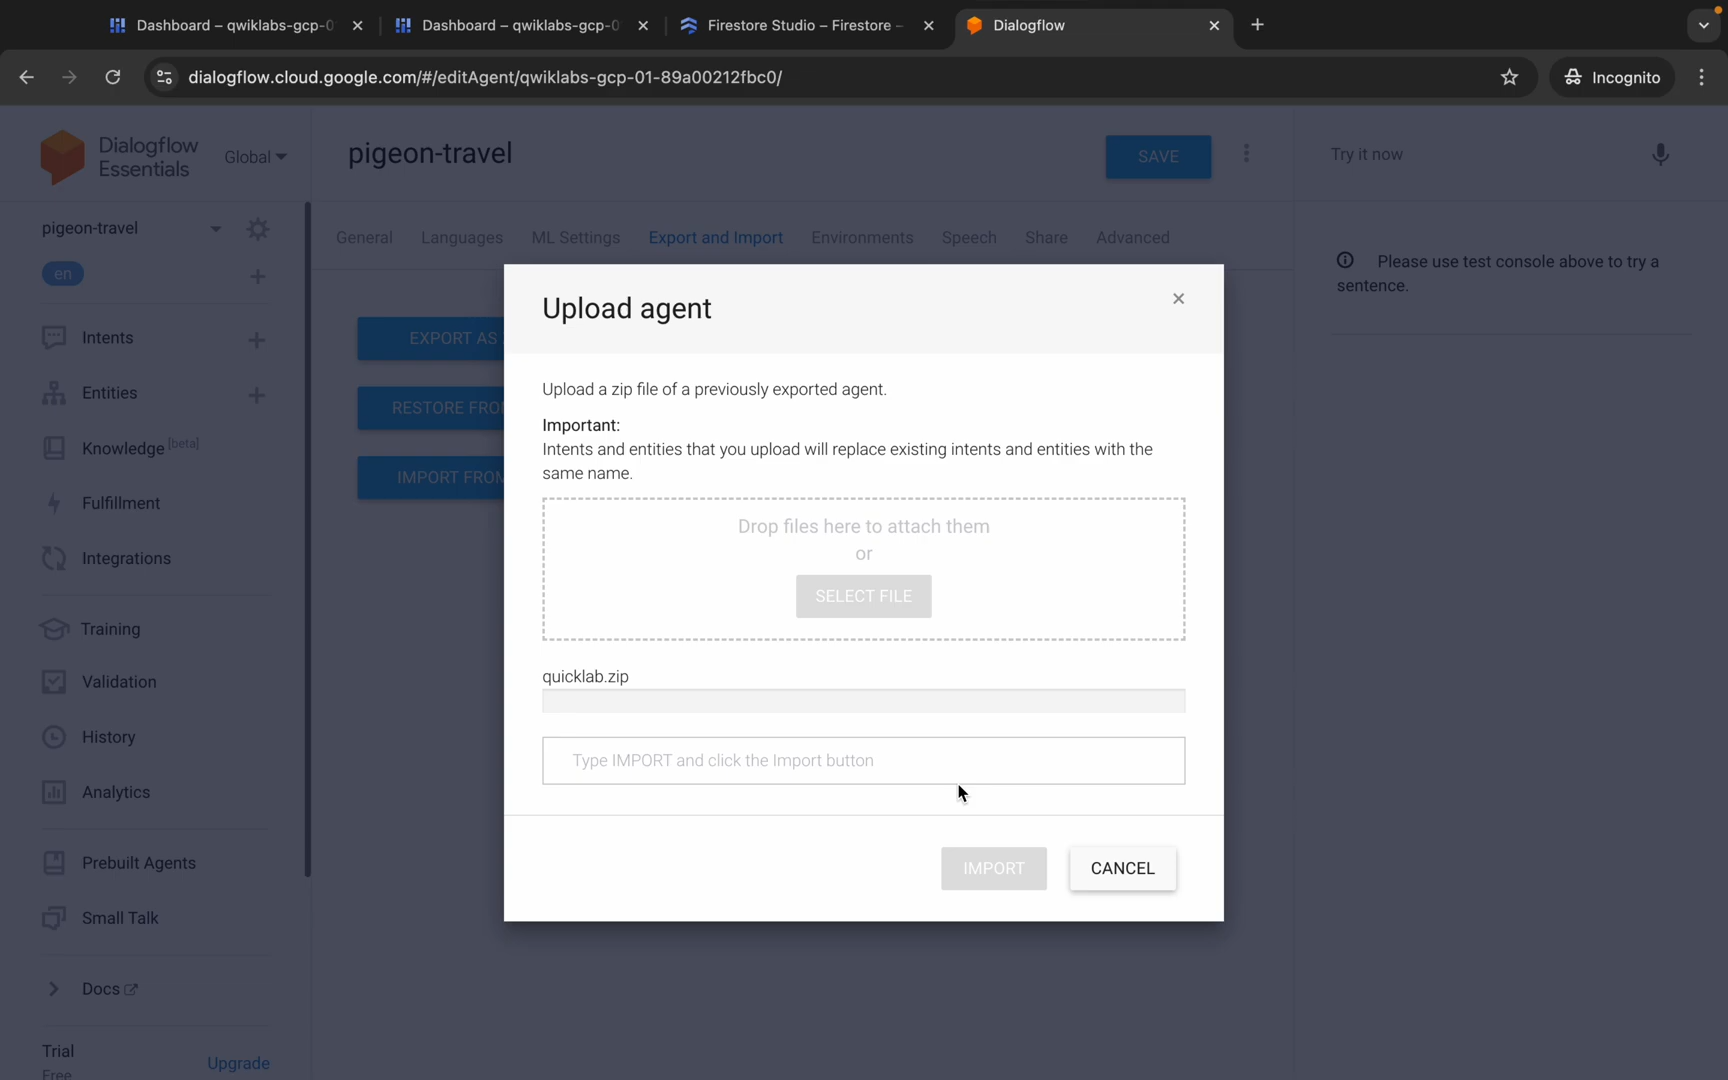 Dashboard – qwiklabs-gcp-0
Dashboard – qwiklabs-gcp-0
Firestore Studio – Firestore –
Dialogflow
dialogflow.cloud.google.com/#/editAgent/qwiklabs-gcp-01-89a00212fbc0/
Incognito
Dialogflow
Essentials
Global
pigeon-travel
SAVE
Try it now
pigeon-travel
en
General
Languages
ML Settings
Export and Import
Environments
Speech
Share
Advanced
Please use test console above to try a
sentence.
Intents
Entities
Knowledge [beta]
Fulfillment
Integrations
Training
Validation
History
Analytics
Prebuilt Agents
Small Talk
Docs
Trial
Free
Upgrade
EXPORT AS
RESTORE FRO
IMPORT FROM
Upload agent
Upload a zip file of a previously exported agent.
Important:
Intents and entities that you upload will replace existing intents and entities with the
same name.
Drop files here to attach them
or
SELECT FILE
quicklab.zip
Type IMPORT and click the Import button
IMPORT
CANCEL